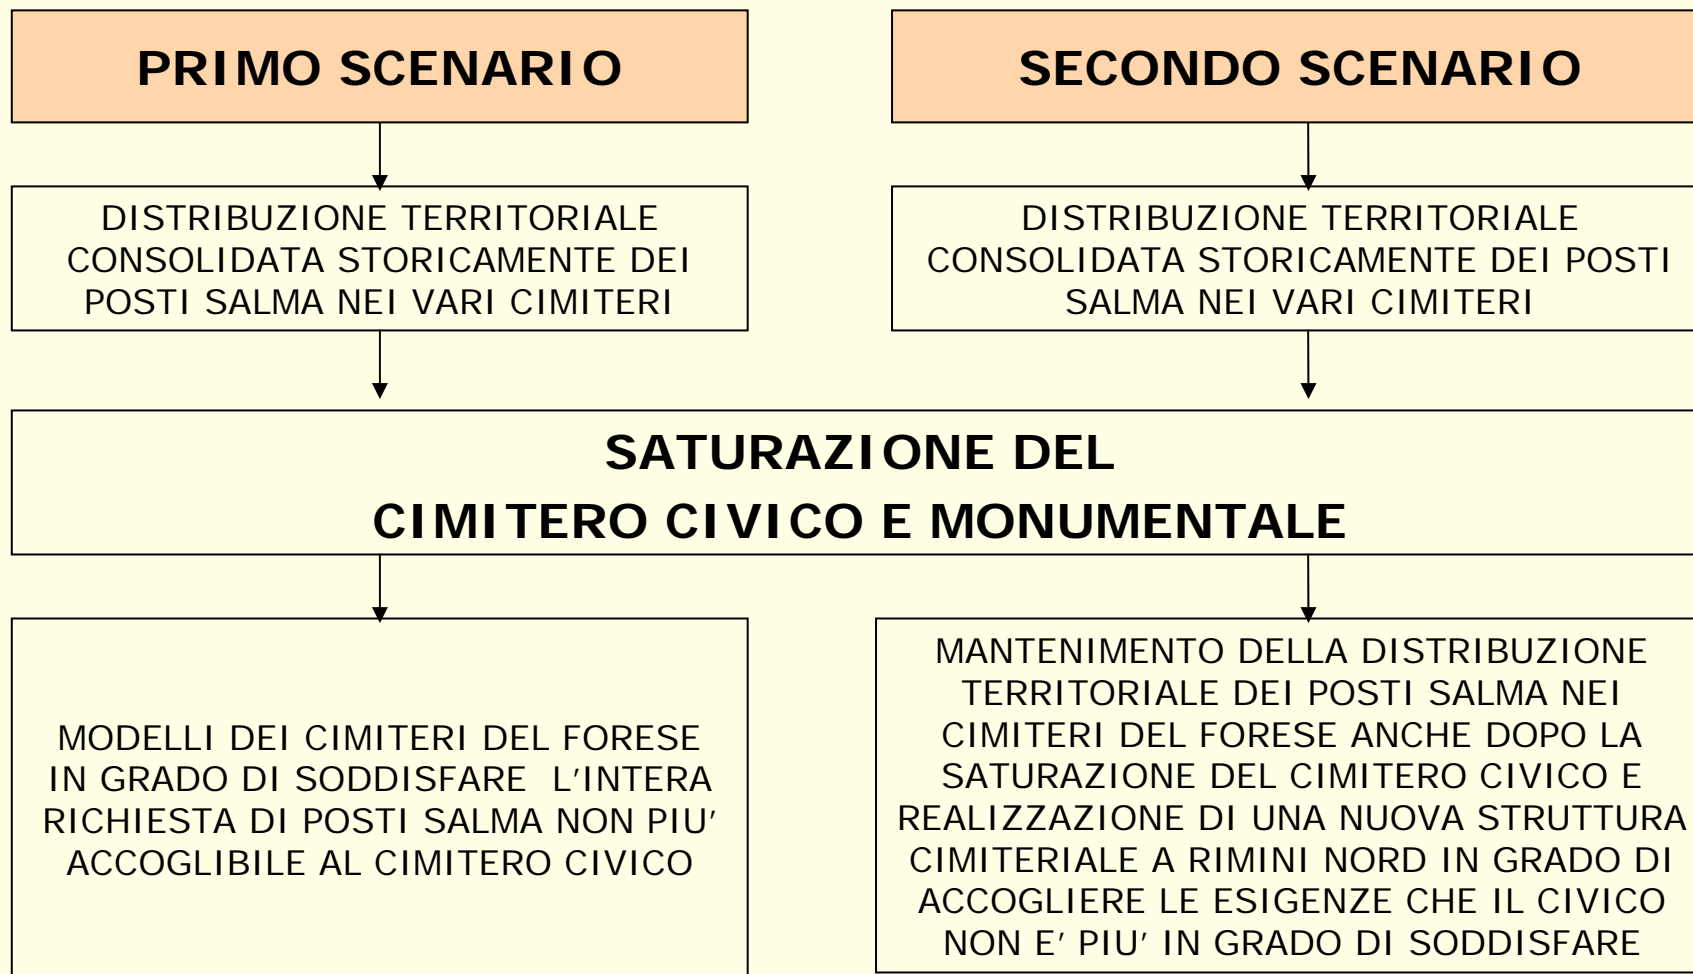 PRIMO SCENARIO
SECONDO SCENARIO
DISTRIBUZIONE TERRITORIALE
CONSOLIDATA STORICAMENTE DEI
POSTI SALMA NEI VARI CIMITERI
DISTRIBUZIONE TERRITORIALE
CONSOLIDATA STORICAMENTE DEI POSTI
SALMA NEI VARI CIMITERI
SATURAZIONE DEL
CIMITERO CIVICO E MONUMENTALE
MODELLI DEI CIMITERI DEL FORESE
IN GRADO DI SODDISFARE L'INTERA
RICHIESTA DI POSTI SALMA NON PIU'
ACCOGLIBILE AL CIMITERO CIVICO
MANTENIMENTO DELLA DISTRIBUZIONE
TERRITORIALE DEI POSTI SALMA NEI
CIMITERI DEL FORESE ANCHE DOPO LA
SATURAZIONE DEL CIMITERO CIVICO E
REALIZZAZIONE DI UNA NUOVA STRUTTURA
CIMITERIALE A RIMINI NORD IN GRADO DI
ACCOGLIERE LE ESIGENZE CHE IL CIVICO
NON E' PIU' IN GRADO DI SODDISFARE